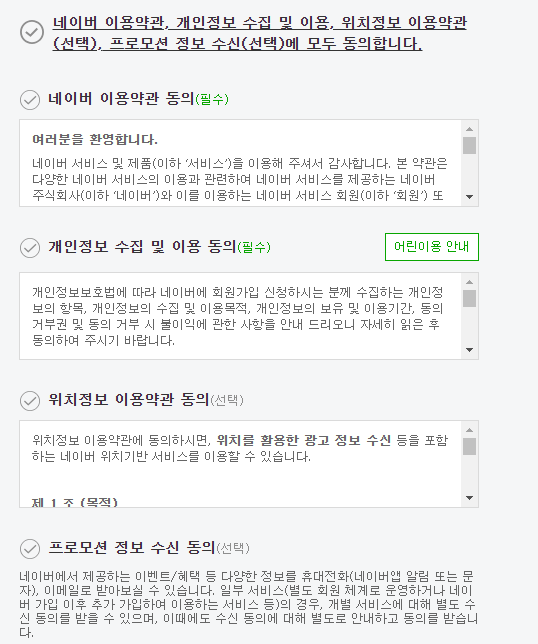 네이버 이용약관, 개인정보 수집 및 이용, 위치정보 이용약관
(선택), 프로모션 정보 수신(선택)에 모두 동의합니다.
네이버 이용약관 동의(필수)
여러분을 환영합니다.
네이버 서비스 및 제품(이하 ‘서비스’)을 이용해 주셔서 감사합니다. 본 약관은
다양한 네이버 서비스의 이용과 관련하여 네이버 서비스를 제공하는 네이버
주식회사(이하 ‘네이버’)와 이를 이용하는 네이버 서비스 회원(이하 ‘회원’) 또
개인정보 수집 및 이용 동의(필수)
어린이용 안내
개인정보보호법에 따라 네이버에 회원가입 신청하시는 분께 수집하는 개인정
보의 항목, 개인정보의 수집 및 이용목적, 개인정보의 보유 및 이용기간, 동의
거부권 및 동의 거부 시 불이익에 관한 사항을 안내 드리오니 자세히 읽은 후
동의하여 주시기 바랍니다.
위치정보 이용약관 동의(선택)
위치정보 이용약관에 동의하시면, 위치를 활용한 광고 정보 수신 등을 포함
하는 네이버 위치기반 서비스를 이용할 수 있습니다.
제 1 조 (목적)
프로모션 정보 수신 동의(선택)
네이버에서 제공하는 이벤트/혜택 등 다양한 정보를 휴대전화(네이버앱 알림 또는 문
자), 이메일로 받아보실 수 있습니다. 일부 서비스(별도 회원 체계로 운영하거나 네이
버 가입 이후 추가 가입하여 이용하는 서비스 등)의 경우, 개별 서비스에 대해 별도 수
신 동의를 받을 수 있으며, 이때에도 수신 동의에 대해 별도로 안내하고 동의를 받습니
다.